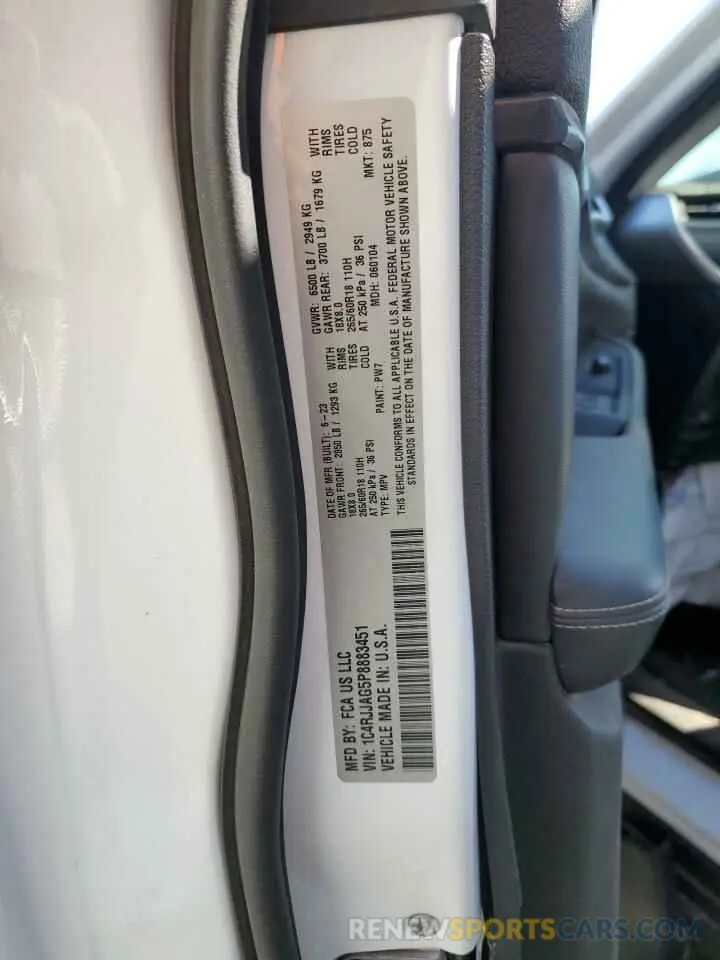 MFD BY: FCA US LLC
VIN: 1C4RJJAG5P8883451
VEHICLE MADE IN: U.S.A.
DATE OF MFR (BUILT): 6-23
GAWR FRONT: 2850 LB / 1293 KG WITH
18X8.0 RIMS
265/60R18 110H TIRES
AT 250 kPa / 36 PSI COLD
TYPE: MPV PAINT: PW7
GVWR: 6500 LB / 2949 KG
GAWR REAR: 3700 LB / 1679 KG WITH
18X8.0 RIMS
265/60R18 110H TIRES
AT 250 kPa / 36 PSI COLD
MDH: 060104 MKT: 875
THIS VEHICLE CONFORMS TO ALL APPLICABLE U.S.A. FEDERAL MOTOR VEHICLE SAFETY
STANDARDS IN EFFECT ON THE DATE OF MANUFACTURE SHOWN ABOVE.
RENEWSPORTSCARS.COM